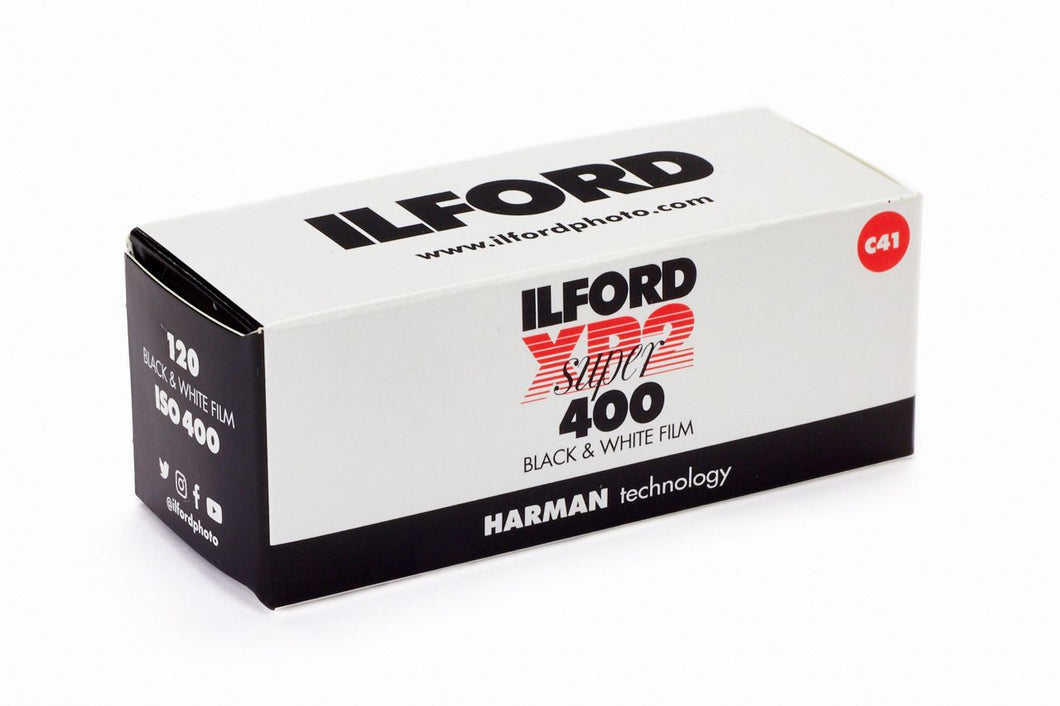 ILFORD
www.ilfordphoto.com
C41
ILFORD
XP2
super
400
BLACK & WHITE FILM
HARMAN technology
120
BLACK & WHITE FILM
ISO 400
@ilfordphoto